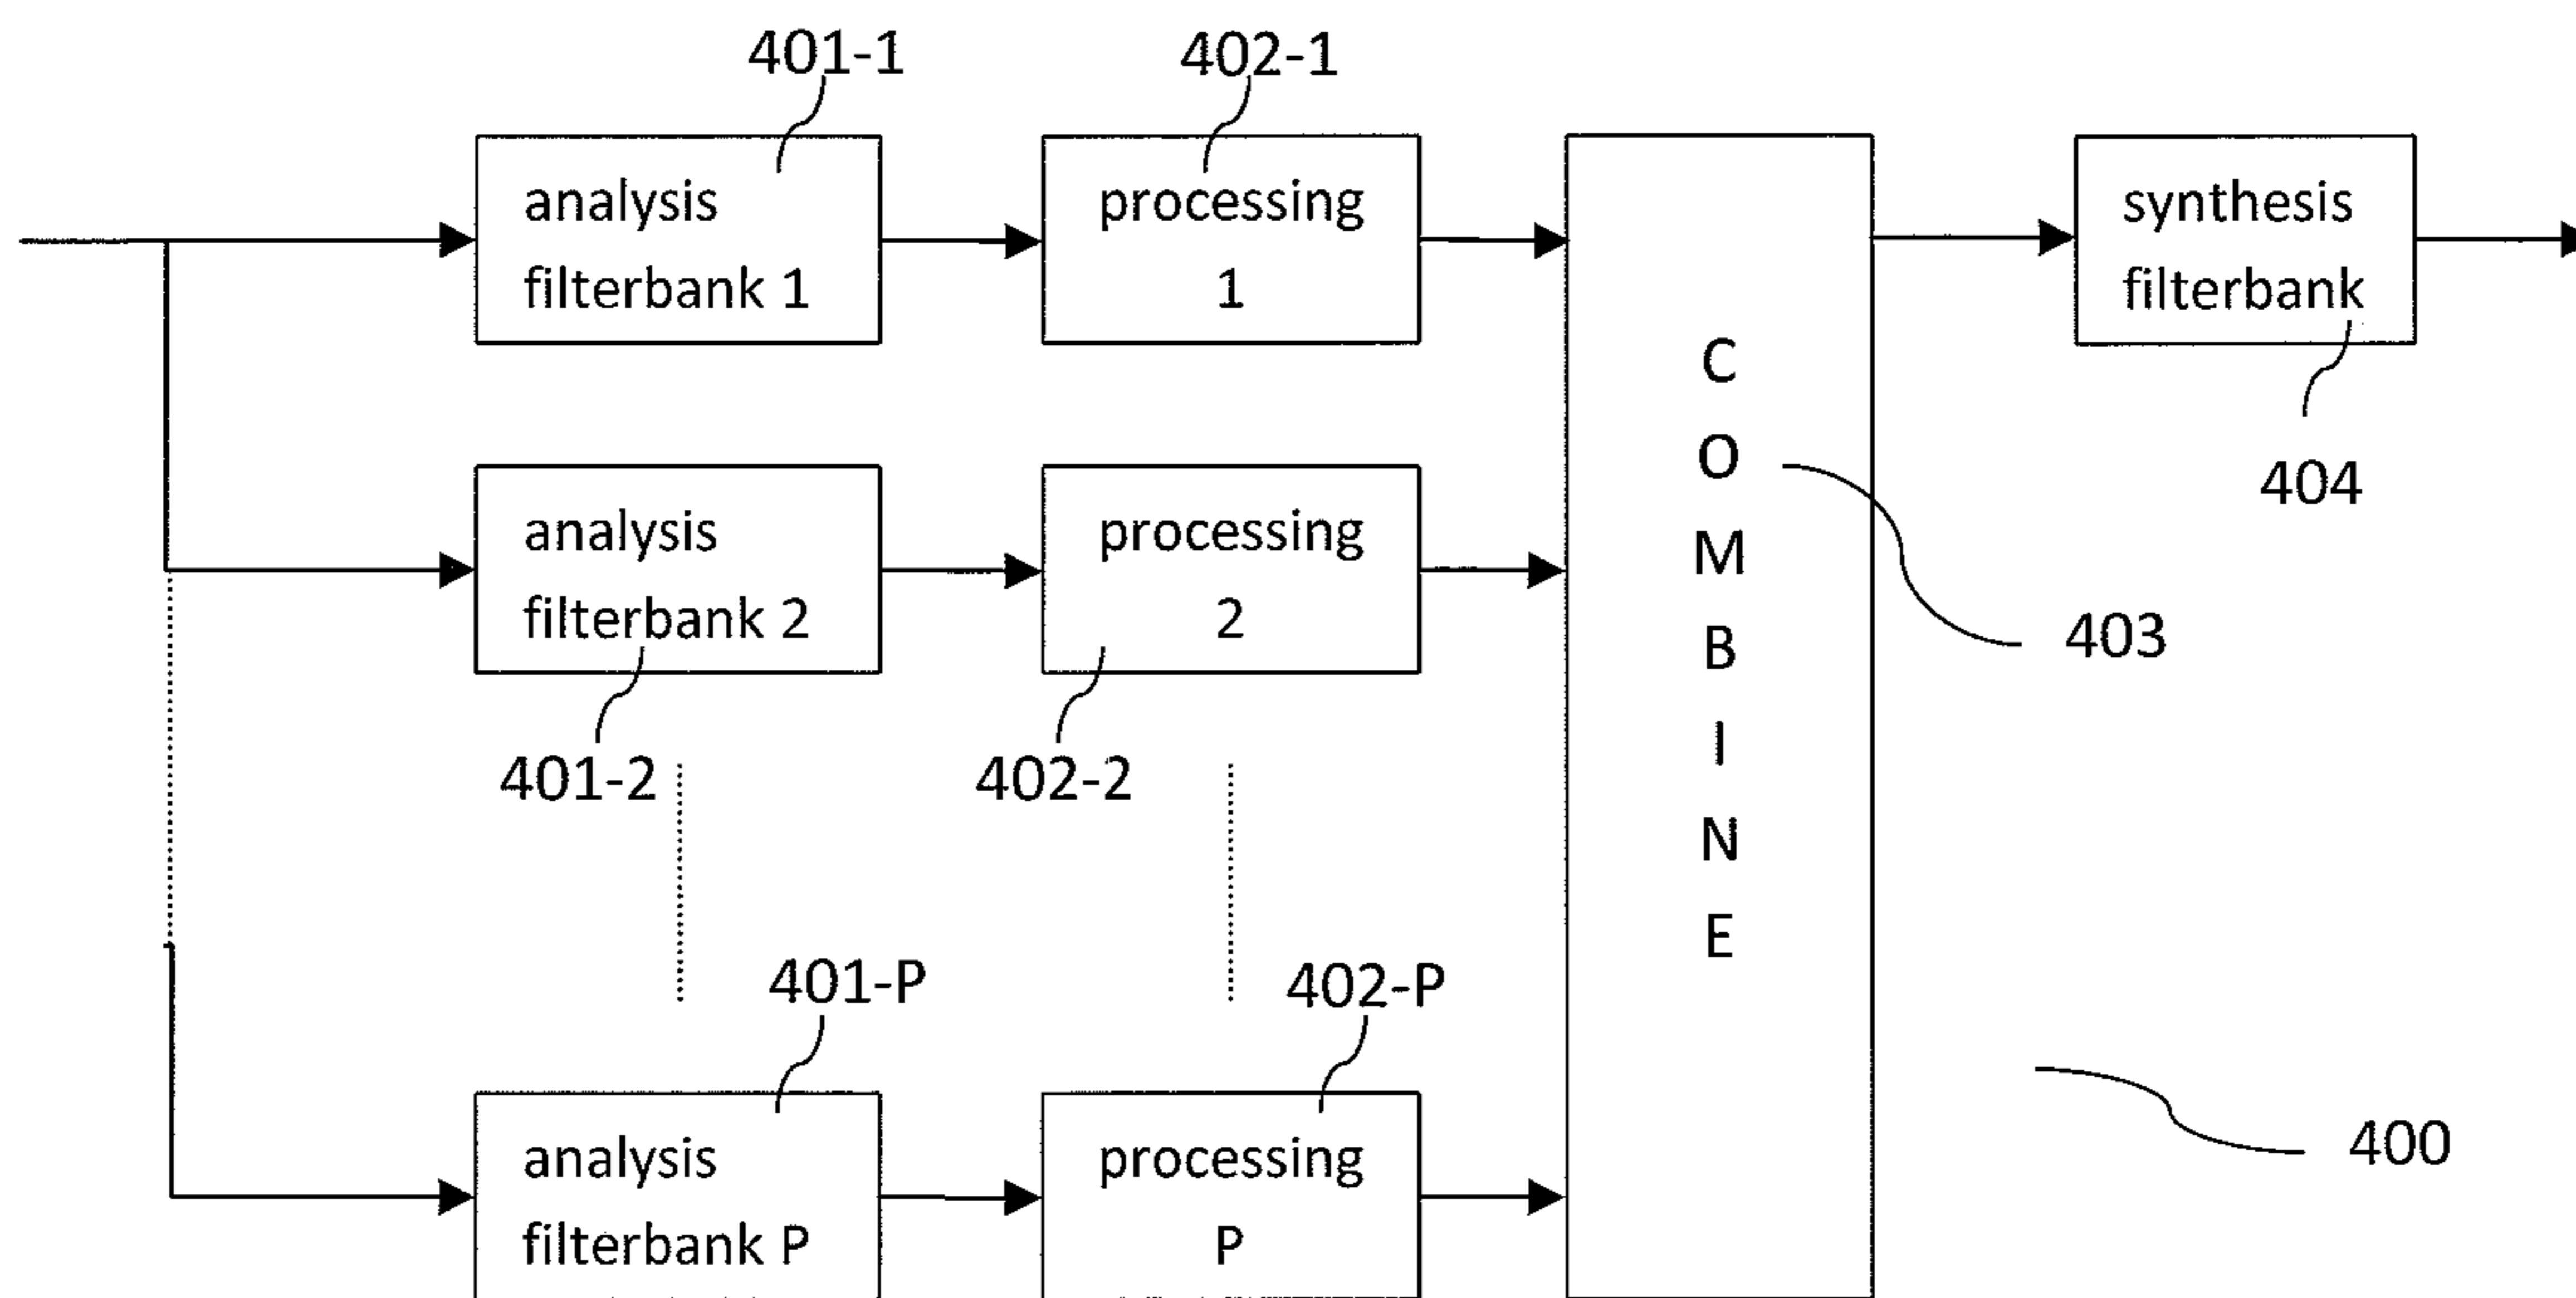 401-1
402-1
analysis
filterbank 1
processing
1
synthesis
filterbank
404
C
O
M
B
I
N
E
403
analysis
filterbank 2
processing
2
401-2
402-2
401-P
402-P
analysis
filterbank P
processing
P
400